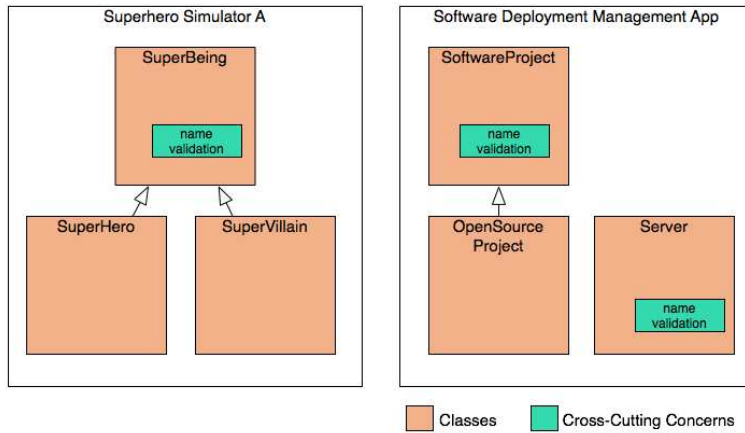 Superhero Simulator A
SuperBeing
name
validation
SuperHero
SuperVillain
Software Deployment Management App
SoftwareProject
name
validation
OpenSource
Project
Server
name
validation
Classes
Cross-Cutting Concerns